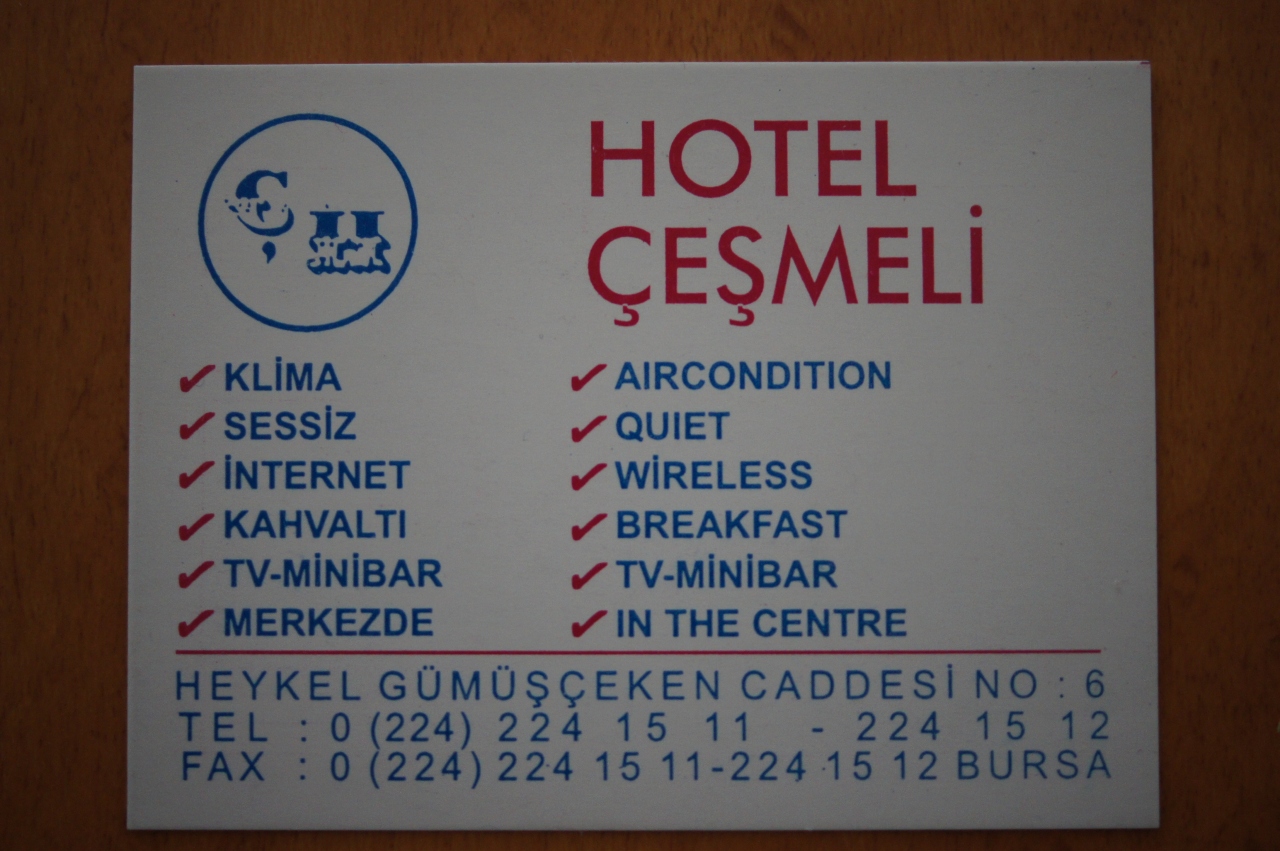 Ç H
HOTEL
ÇEŞMELİ
KLİMA
SESSİZ
İNTERNET
KAHVALTI
TV-MİNİBAR
MERKEZDE
AIRCONDITION
QUIET
WİRELESS
BREAKFAST
TV-MİNİBAR
IN THE CENTRE
HEYKEL GÜMÜŞÇEKEN CADDESİ NO : 6
TEL : 0 (224) 224 15 11 - 224 15 12
FAX : 0 (224) 224 15 11-224 15 12 BURSA